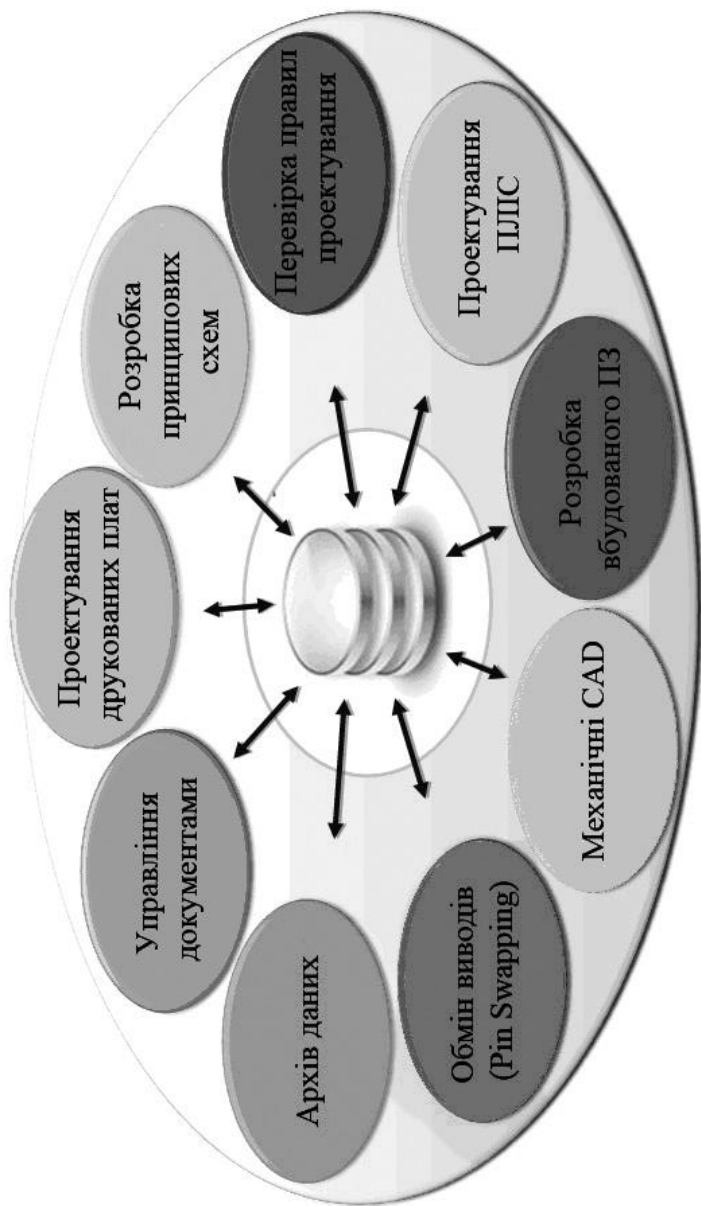 Проектування
друкованих плат
Розробка
принципових
схем
Перевірка правил
проектування
Проектування
ПЛІС
Розробка
вбудованого ПЗ
Механічні CAD
Обмін виводів
(Pin Swapping)
Архів даних
Управління
документами